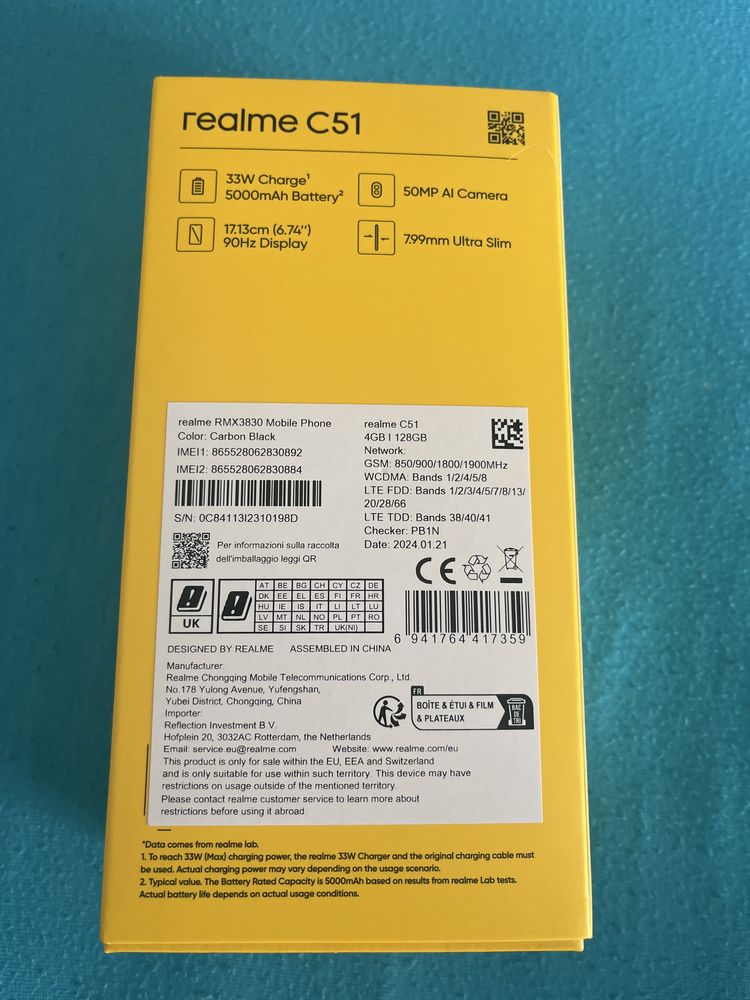 realme C51
33W Charge¹
5000mAh Battery²
50MP AI Camera
17.13cm (6.74'')
90Hz Display
7.99mm Ultra Slim
realme RMX3830 Mobile Phone
Color: Carbon Black
IMEI1: 865528062830892
IMEI2: 865528062830884
S/N: 0C84113I2310198D
realme C51
4GB I 128GB
Network:
GSM: 850/900/1800/1900MHz
WCDMA: Bands 1/2/4/5/8
LTE FDD: Bands 1/2/3/4/5/7/8/13/
20/28/66
LTE TDD: Bands 38/40/41
Checker: PB1N
Date: 2024.01.21
Per informazioni sulla raccolta
dell'imballaggio leggi QR
CE
UK
AT BE BG CH CY CZ DE
DK EE EL ES FI FR HR
HU IE IS IT LI LT LU
LV MT NL NO PL PT RO
SE SI SK TR UK(NI)
6 941764 417359
DESIGNED BY REALME ASSEMBLED IN CHINA
Manufacturer:
Realme Chongqing Mobile Telecommunications Corp., Ltd.
No.178 Yulong Avenue, Yufengshan,
Yubei District, Chongqing, China
Importer:
Reflection Investment B.V.
Hofplein 20, 3032AC Rotterdam, the Netherlands
Email: service.eu@realme.com Website: www.realme.com/eu
FR
BOÎTE & ÉTUI & FILM
& PLATEAUX
BAC
DE
TRI
This product is only for sale within the EU, EEA and Switzerland
and is only suitable for use within such territory. This device may have
restrictions on usage outside of the mentioned territory.
Please contact realme customer service to learn more about
restrictions before using it abroad.
*Data comes from realme lab.
1. To reach 33W (Max) charging power, the realme 33W Charger and the original charging cable must
be used. Actual charging power may vary depending on the usage scenario.
2. Typical value. The Battery Rated Capacity is 5000mAh based on results from realme Lab tests.
Actual battery life depends on actual usage conditions.